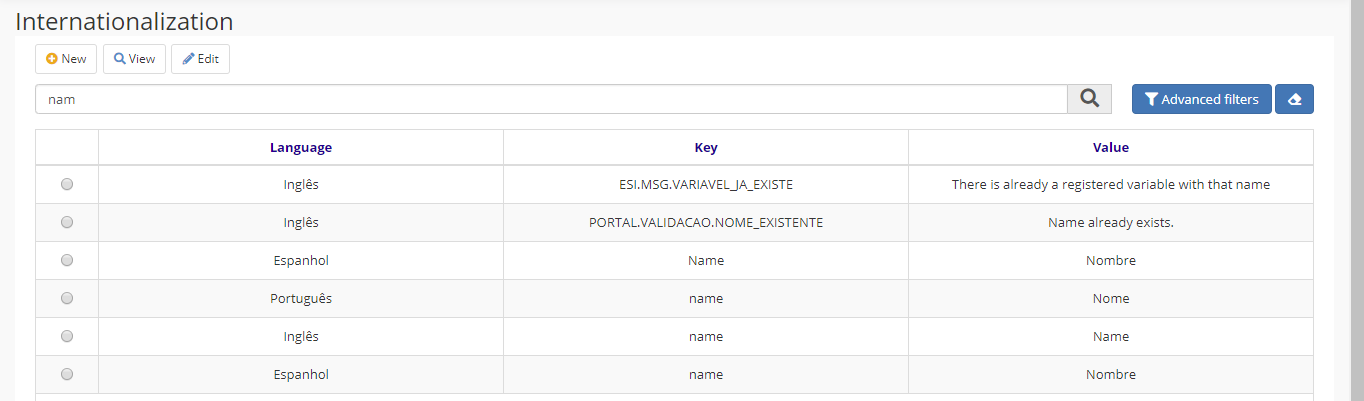 Internationalization
New View Edit
nam Advanced filters
Language Key Value
Inglês ESI.MSG.VARIAVEL_JA_EXISTE There is already a registered variable with that name
Inglês PORTAL.VALIDACAO.NOME_EXISTENTE Name already exists.
Espanhol Name Nombre
Português name Nome
Inglês name Name
Espanhol name Nombre